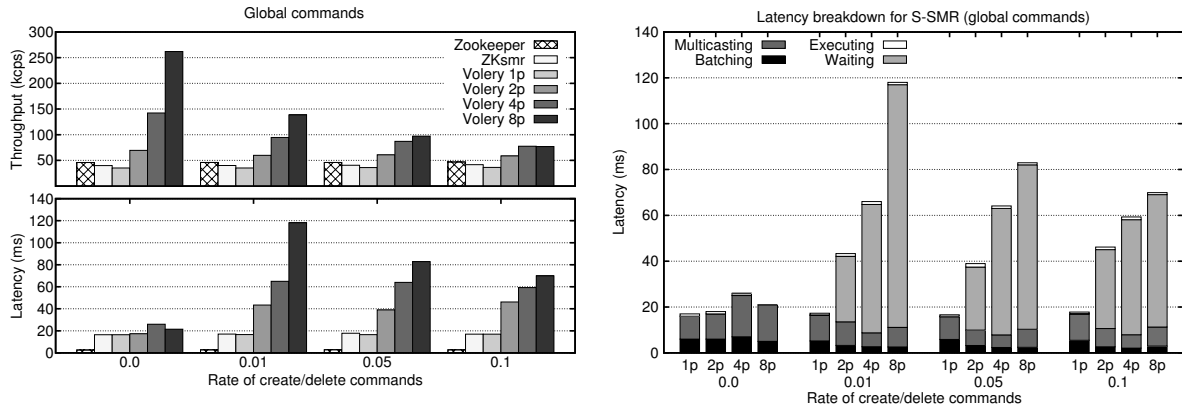 Global commands
Throughput (kcps)
300
250
200
150
100
50
Zookeeper
ZKsmr
Volery 1p
Volery 2p
Volery 4p
Volery 8p
Latency (ms)
140
120
100
80
60
40
20
0
0.0 0.01 0.05 0.1
Rate of create/delete commands
Latency breakdown for S-SMR (global commands)
Latency (ms)
140
120
100
80
60
40
20
0
Multicasting Executing
Batching Waiting
1p 2p 4p 8p 1p 2p 4p 8p 1p 2p 4p 8p 1p 2p 4p 8p
0.0 0.01 0.05 0.1
Rate of create/delete commands